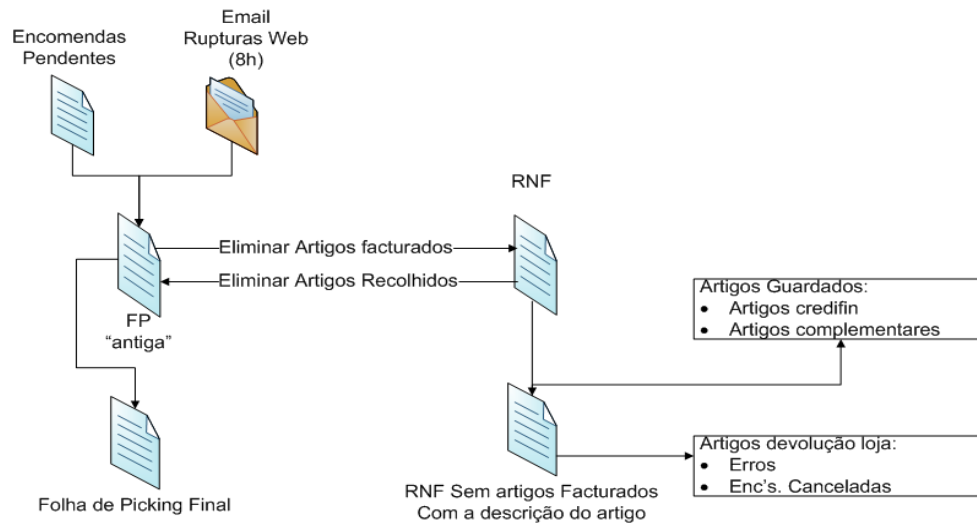 Encomendas
Pendentes
Email
Rupturas Web
(8h)
RNF
Eliminar Artigos facturados
Eliminar Artigos Recolhidos
FP
“antiga”
Artigos Guardados:
• Artigos credifin
• Artigos complementares
Folha de Picking Final
RNF Sem artigos Facturados
Com a descrição do artigo
Artigos devolução loja:
• Erros
• Enc's. Canceladas